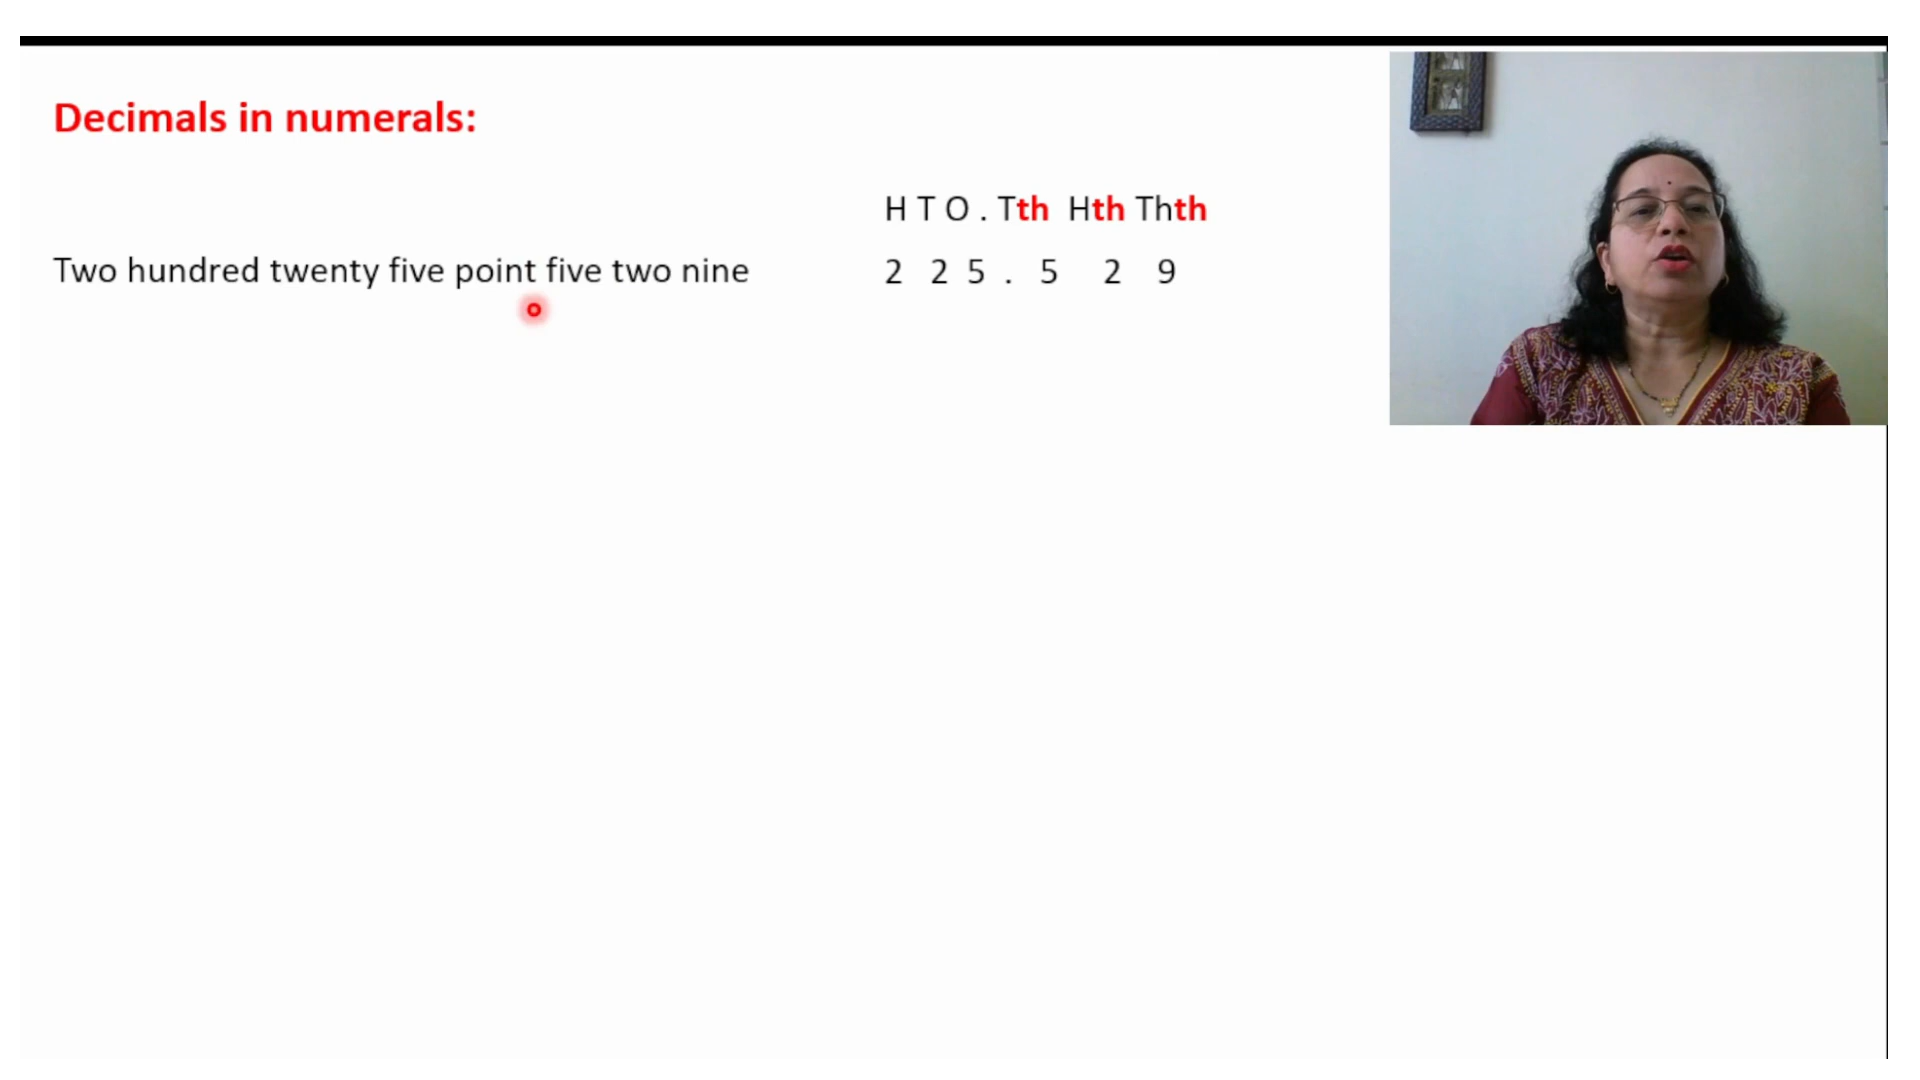 Decimals in numerals:
H T O . Tth Hth Thth
Two hundred twenty five point five two nine 2 2 5 . 5 2 9